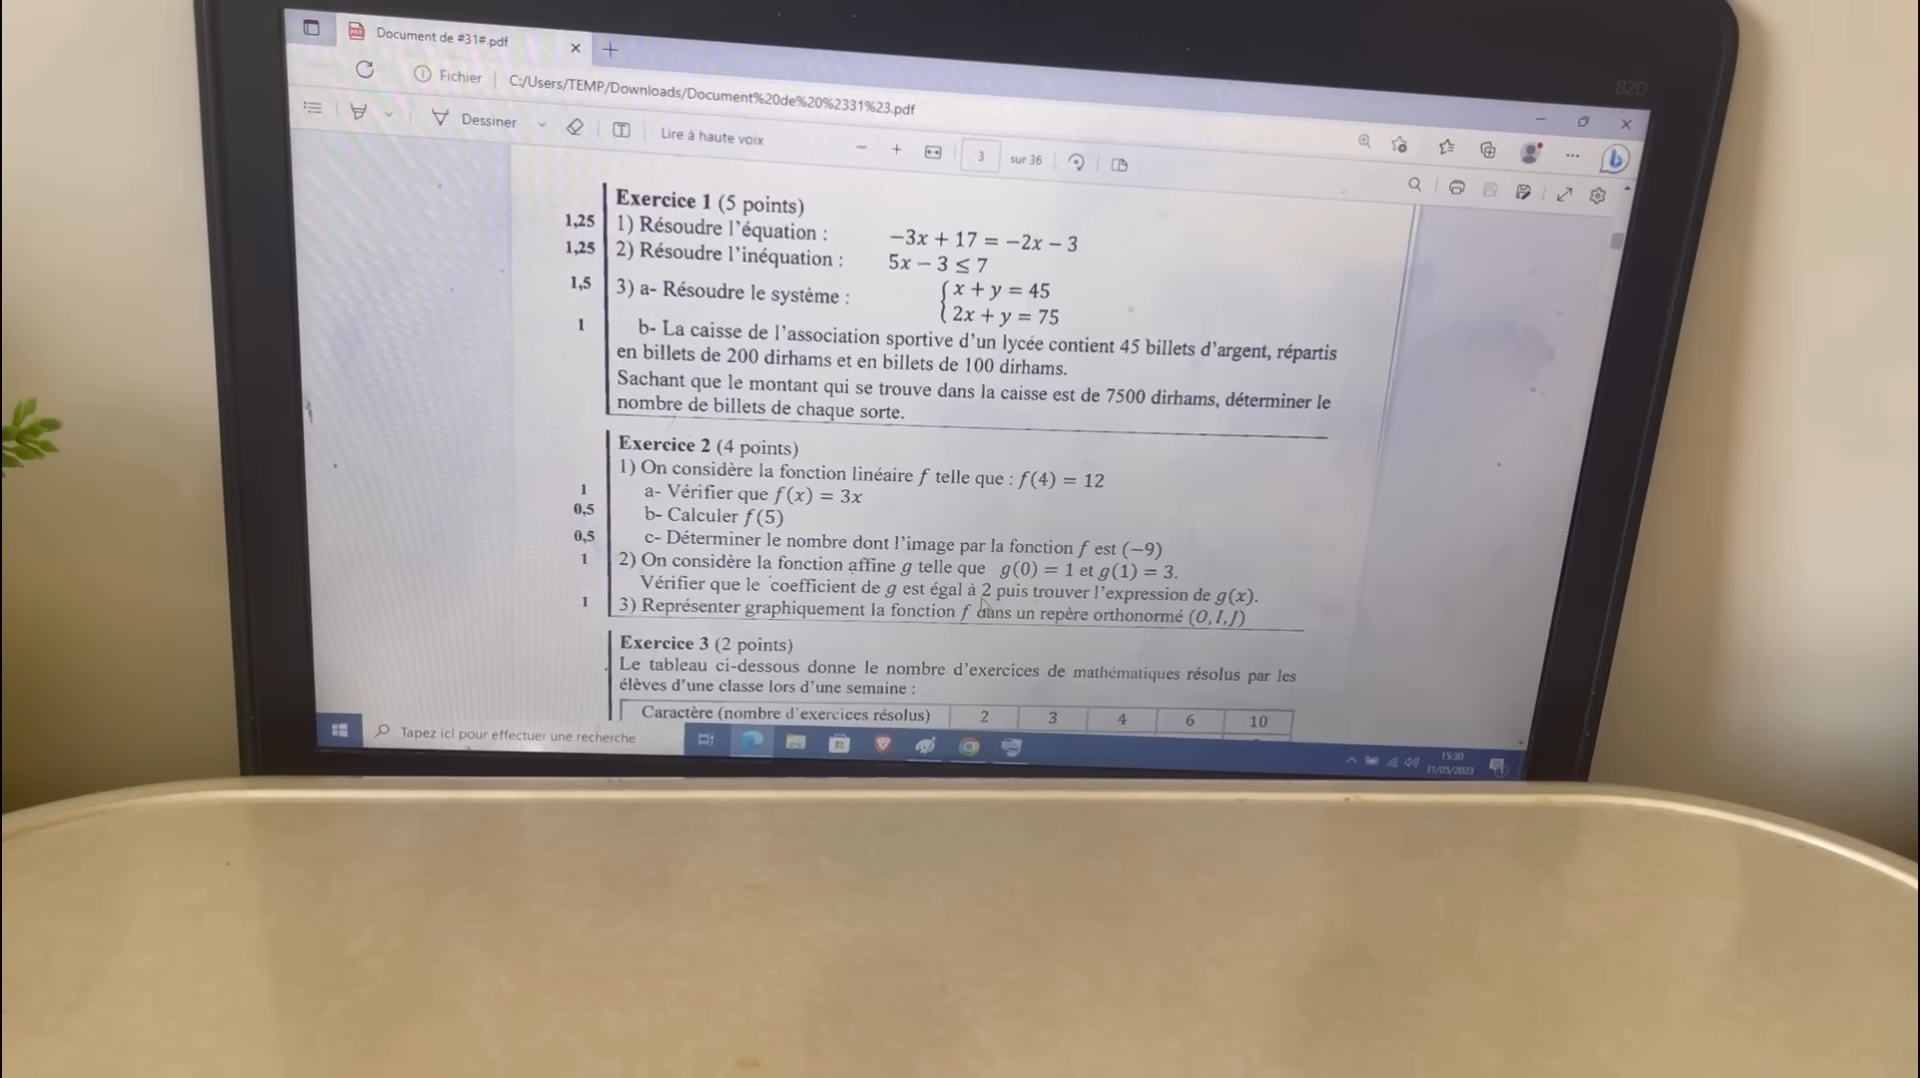 820
Document de #31#.pdf
Fichier | C:/Users/TEMP/Downloads/Document%20de%20%2331%23.pdf
Dessiner Lire à haute voix 3 sur 36
Exercice 1 (5 points)
1,25 1) Résoudre l'équation : −3x + 17 = −2x − 3
1,25 2) Résoudre l'inéquation : 5x − 3 ≤ 7
1,5 3) a- Résoudre le système : { x + y = 45
2x + y = 75
1 b- La caisse de l'association sportive d'un lycée contient 45 billets d'argent, répartis
en billets de 200 dirhams et en billets de 100 dirhams.
Sachant que le montant qui se trouve dans la caisse est de 7500 dirhams, déterminer le
nombre de billets de chaque sorte.
Exercice 2 (4 points)
1) On considère la fonction linéaire f telle que : f(4) = 12
1 a- Vérifier que f(x) = 3x
0,5 b- Calculer f(5)
0,5 c- Déterminer le nombre dont l'image par la fonction f est (−9)
1 2) On considère la fonction affine g telle que g(0) = 1 et g(1) = 3.
Vérifier que le coefficient de g est égal à 2 puis trouver l'expression de g(x).
1 3) Représenter graphiquement la fonction f dans un repère orthonormé (O, I, J)
Exercice 3 (2 points)
Le tableau ci-dessous donne le nombre d'exercices de mathématiques résolus par les
élèves d'une classe lors d'une semaine :
Caractère (nombre d'exercices résolus) 2 3 4 6 10
Tapez ici pour effectuer une recherche
15:30
31/05/2023